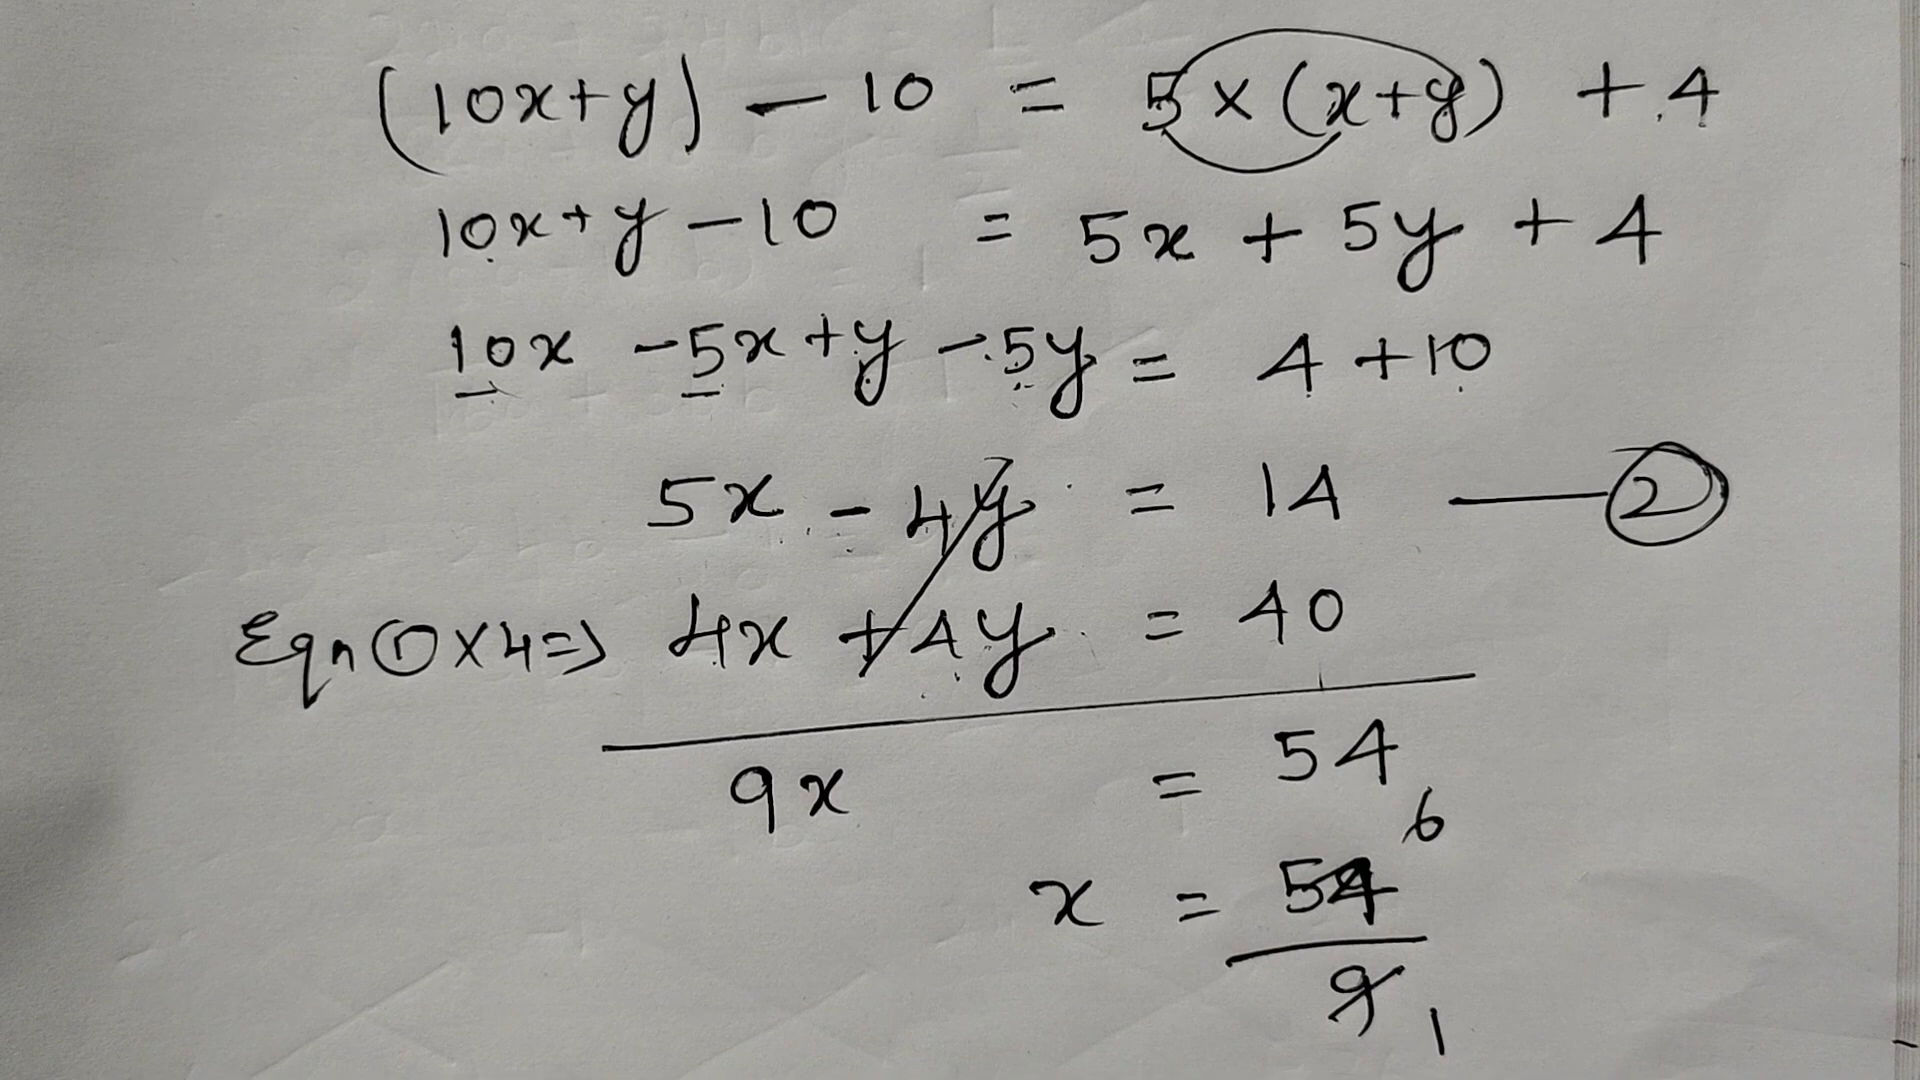 (10x+y) - 10 = 5×(x+y) + 4
10x+y-10 = 5x + 5y + 4
10x -5x+y -5y = 4 +10
5x - 4y = 14 — 2
Eqn ① X4=> 4x +4y = 40
9x = 54
6
x = 54
9
1